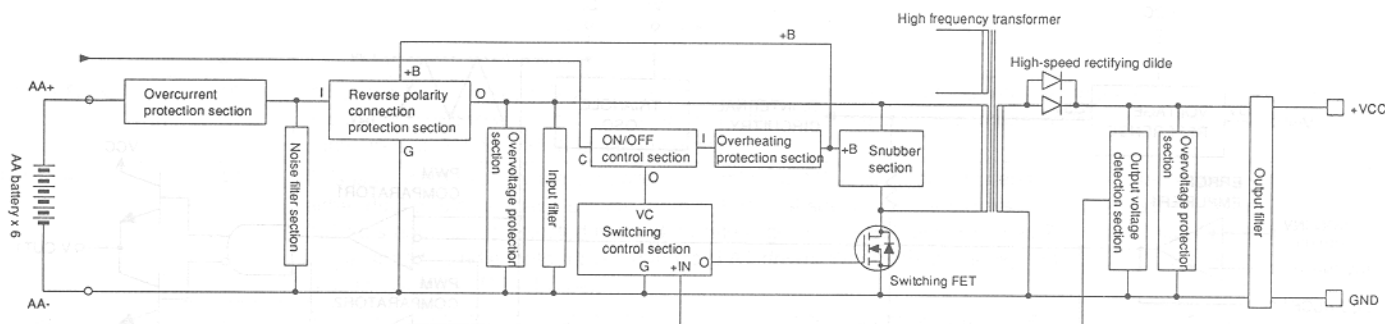 High frequency transformer
+B
+B
High-speed rectifying dilde
AA+
Overcurrent
protection section
I
Reverse polarity
connection
protection section
O
G
+VCC
AA battery x 6
Noise filter section
Overvoltage protection
section
Input filter
C
ON/OFF
control section
I
Overheating
protection section
+B
Snubber
section
O
VC
Switching
control section
G
+IN
O
Switching FET
Output voltage
detection section
Overvoltage protection
section
Output filter
AA-
GND